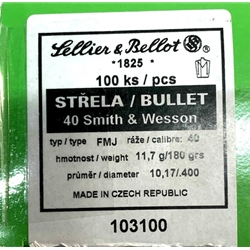 Sellier & Bellot
*1825*
100 ks / pcs
STŘELA / BULLET
40 Smith & Wesson
typ / type FMJ ráže / calibre: 40
hmotnost / weight 11,7 g/180 grs
průměr / diameter 10,17/.400
MADE IN CZECH REPUBLIC
103100